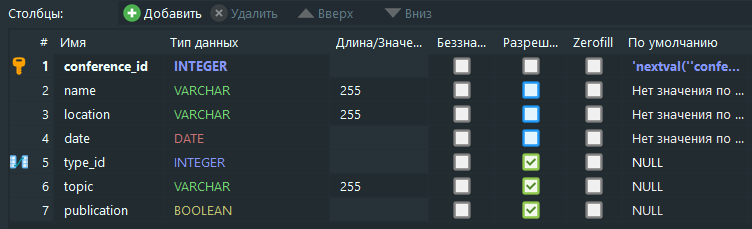 Столбцы: Добавить Удалить Вверх Вниз
# Имя Тип данных Длина/Значе... Беззна... Разреш... Zerofill По умолчанию
1 conference_id INTEGER 'nextval(''confe...
2 name VARCHAR 255 Нет значения по ...
3 location VARCHAR 255 Нет значения по ...
4 date DATE Нет значения по ...
5 type_id INTEGER NULL
6 topic VARCHAR 255 NULL
7 publication BOOLEAN NULL